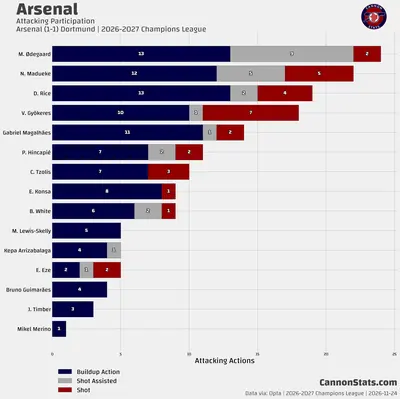 Arsenal
Attacking Participation
Arsenal (1-1) Dortmund | 2026-2027 Champions League
M. Ødegaard 13 9 2
N. Madueke 12 5 5
D. Rice 13 2 4
V. Gyökeres 10 1 7
Gabriel Magalhães 11 1 2
P. Hincapié 7 2 2
C. Tzolis 7 3
E. Konsa 8 1
B. White 6 2 1
M. Lewis-Skelly 5
Kepa Arrizabalaga 4 1
E. Eze 2 1 2
Bruno Guimarães 4
J. Timber 3
Mikel Merino 1
0 5 10 15 20 25
Attacking Actions
Buildup Action
Shot Assisted
Shot
CannonStats.com
Data via: Opta | 2026-2027 Champions League | 2026-11-24